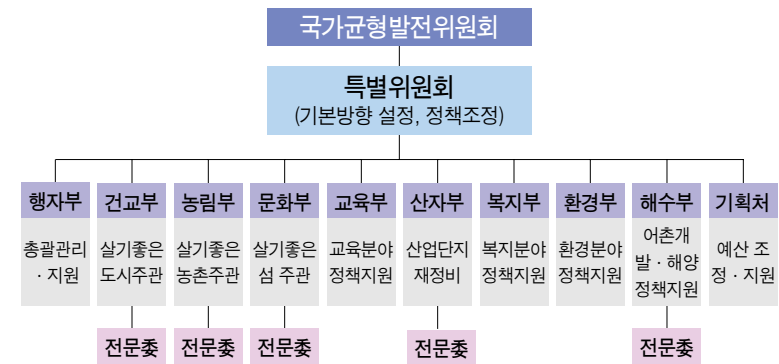 국가균형발전위원회
특별위원회
(기본방향 설정, 정책조정)
행자부
건교부
농림부
문화부
교육부
산자부
복지부
환경부
해수부
기획처
총괄관리
· 지원
살기좋은
도시주관
살기좋은
농촌주관
살기좋은
섬 주관
교육분야
정책지원
산업단지
재정비
복지분야
정책지원
환경분야
정책지원
어촌개
발 · 해양
정책지원
예산 조
정 · 지원
전문委
전문委
전문委
전문委
전문委